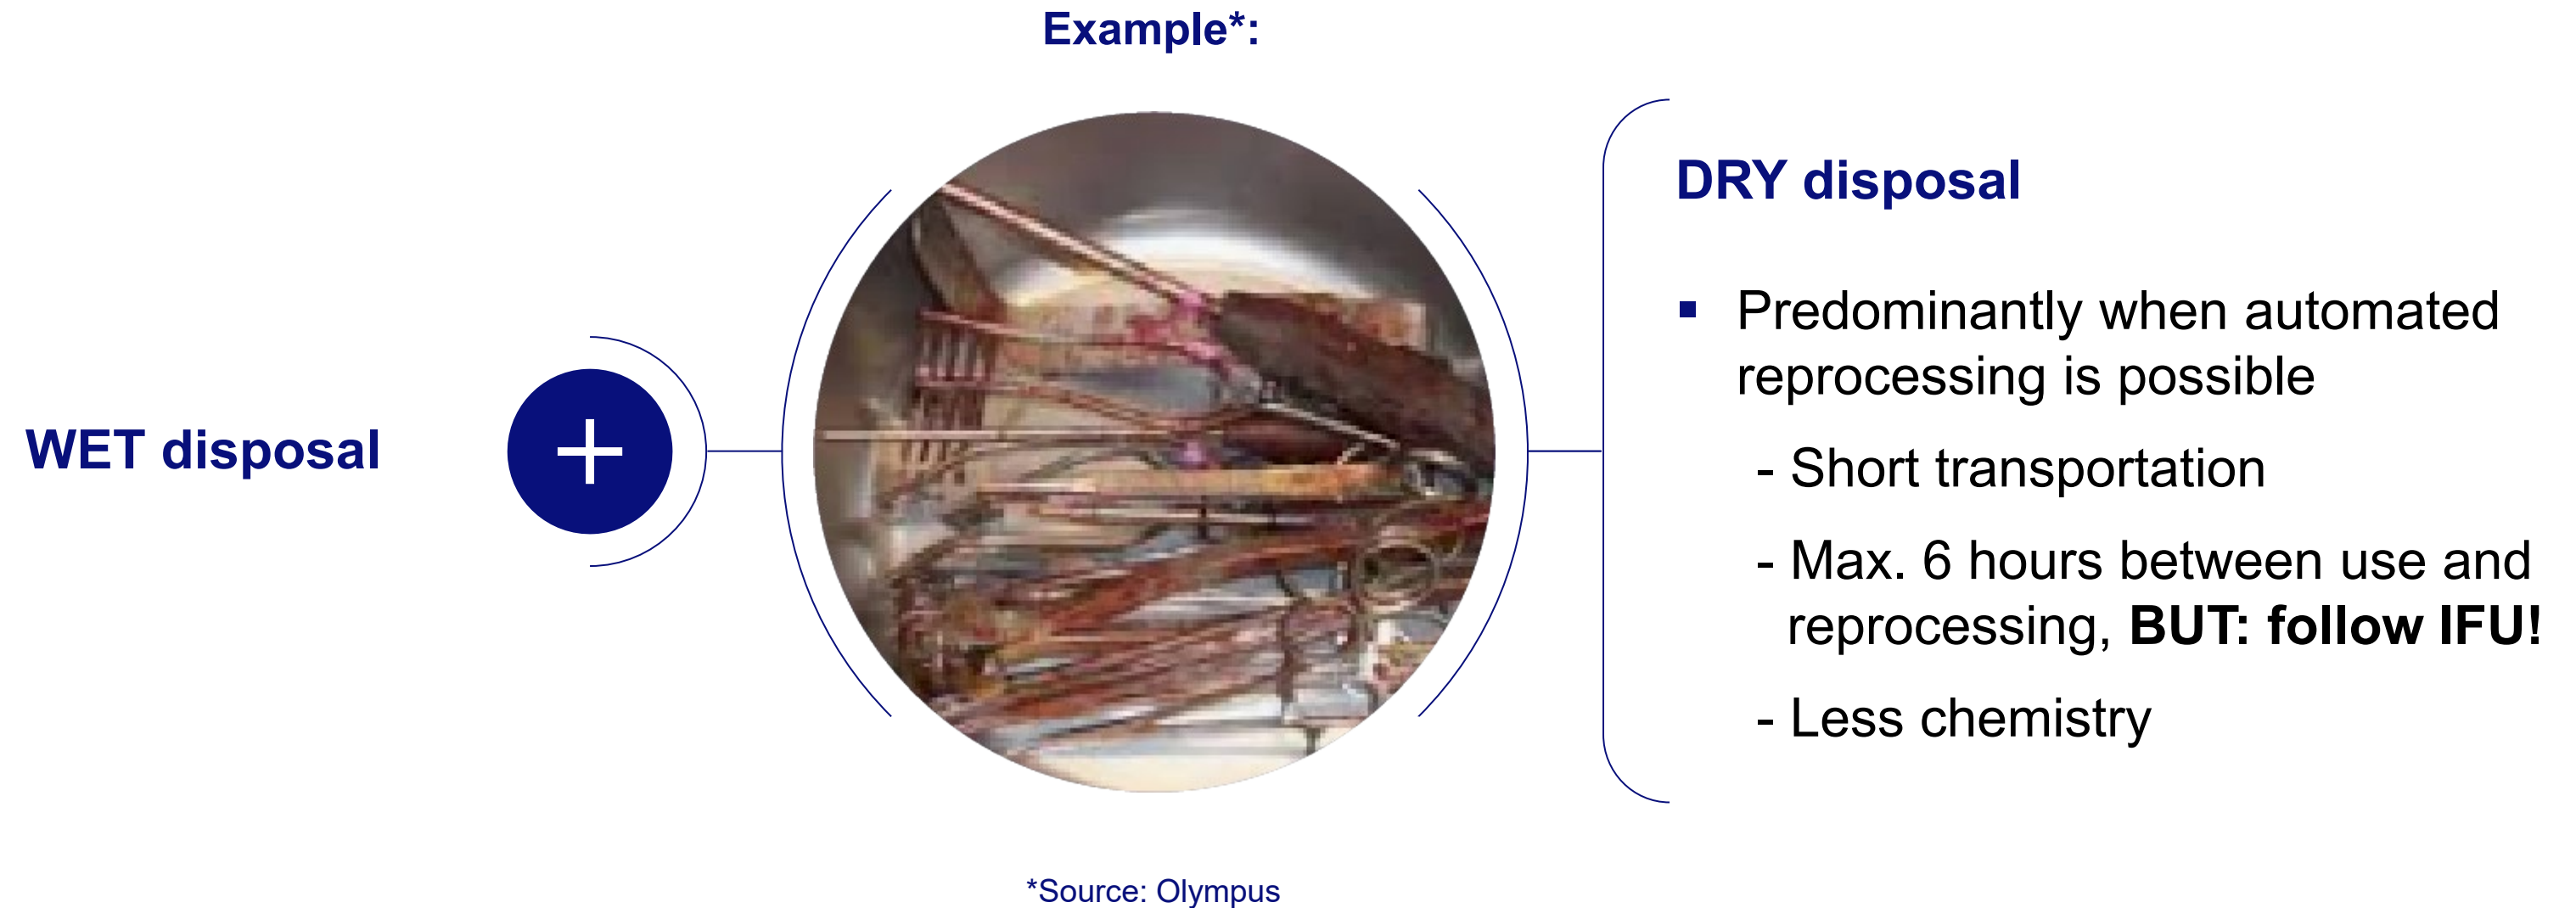 Example*:
WET disposal
DRY disposal
▪ Predominantly when automated
reprocessing is possible
- Short transportation
- Max. 6 hours between use and
reprocessing, BUT: follow IFU!
- Less chemistry
*Source: Olympus